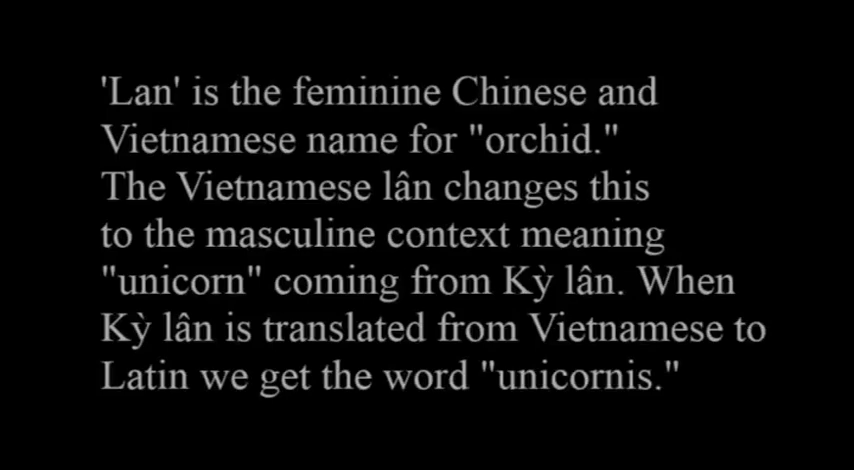 'Lan' is the feminine Chinese and
Vietnamese name for "orchid."
The Vietnamese lân changes this
to the masculine context meaning
"unicorn" coming from Kỳ lân. When
Kỳ lân is translated from Vietnamese to
Latin we get the word "unicornis."